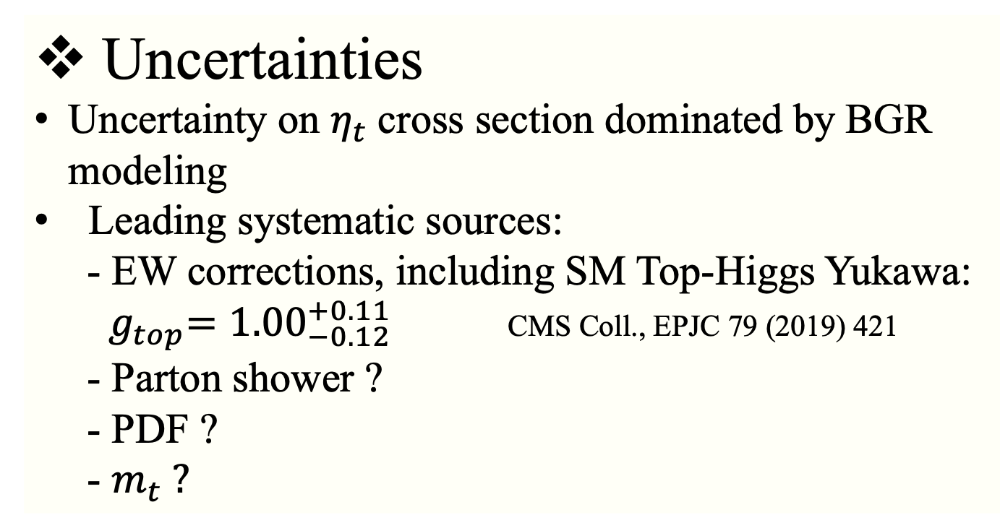 ❖ Uncertainties
• Uncertainty on η_t cross section dominated by BGR
modeling
• Leading systematic sources:
- EW corrections, including SM Top-Higgs Yukawa:
g_{top} = 1.00^{+0.11}_{-0.12} CMS Coll., EPJC 79 (2019) 421
- Parton shower ?
- PDF ?
- m_t ?